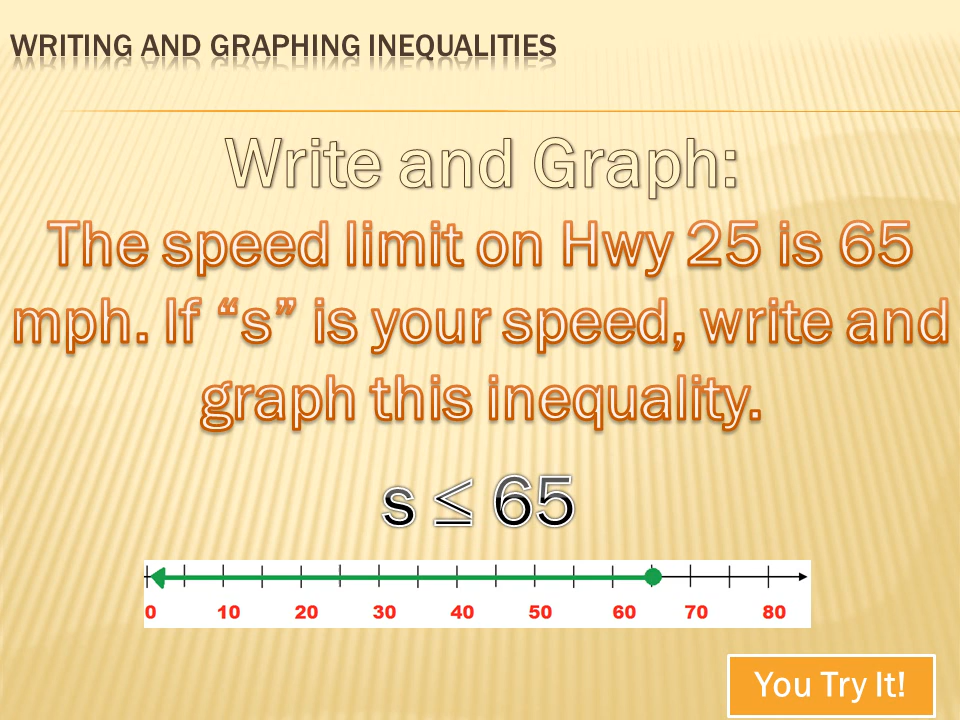 WRITING AND GRAPHING INEQUALITIES
Write and Graph:
The speed limit on Hwy 25 is 65
mph. If “s” is your speed, write and
graph this inequality.
s ≤ 65
0 10 20 30 40 50 60 70 80
You Try It!